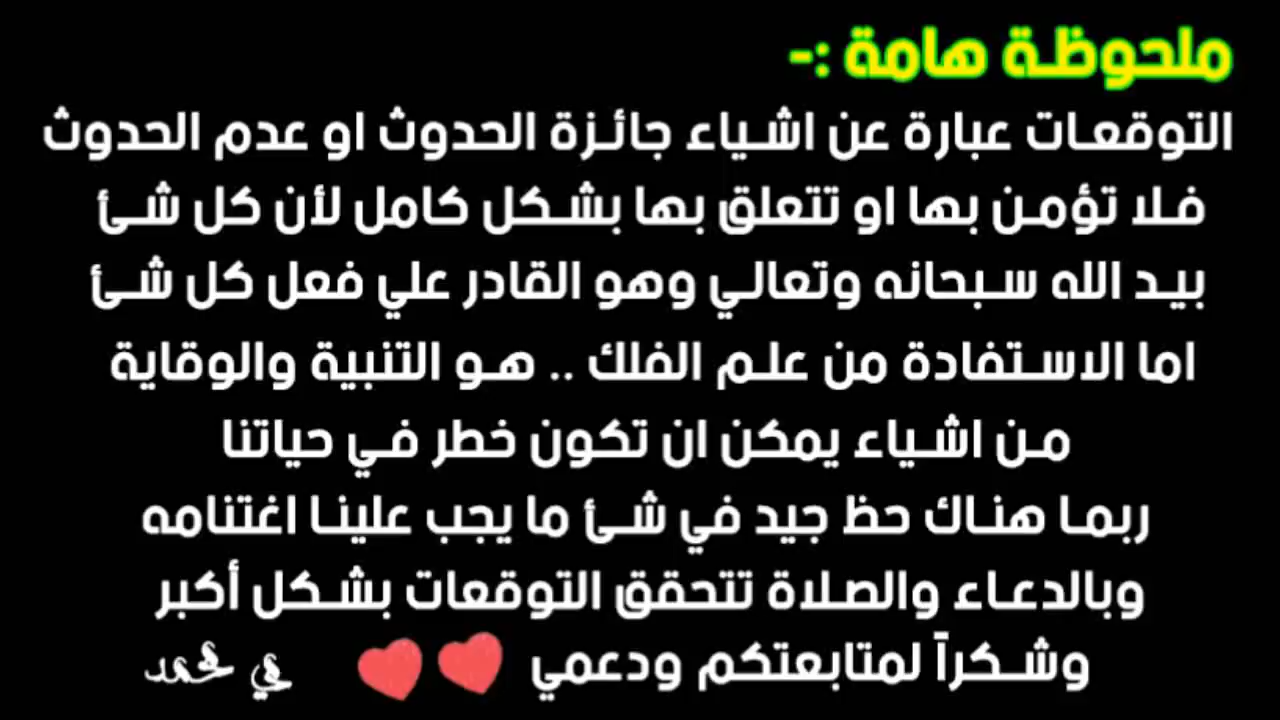 ملحوظة هامة :-
التوقعات عبارة عن اشياء جائزة الحدوث او عدم الحدوث
فلا تؤمن بها او تتعلق بها بشكل كامل لأن كل شئ
بيد الله سبحانه وتعالي وهو القادر علي فعل كل شئ
اما الاستفادة من علم الفلك .. هو التنبية والوقاية
من اشياء يمكن ان تكون خطر في حياتنا
ربما هناك حظ جيد في شئ ما يجب علينا اغتنامه
وبالدعاء والصلاة تتحقق التوقعات بشكل أكبر
وشكراً لمتابعتكم ودعمي ❤❤ محمد